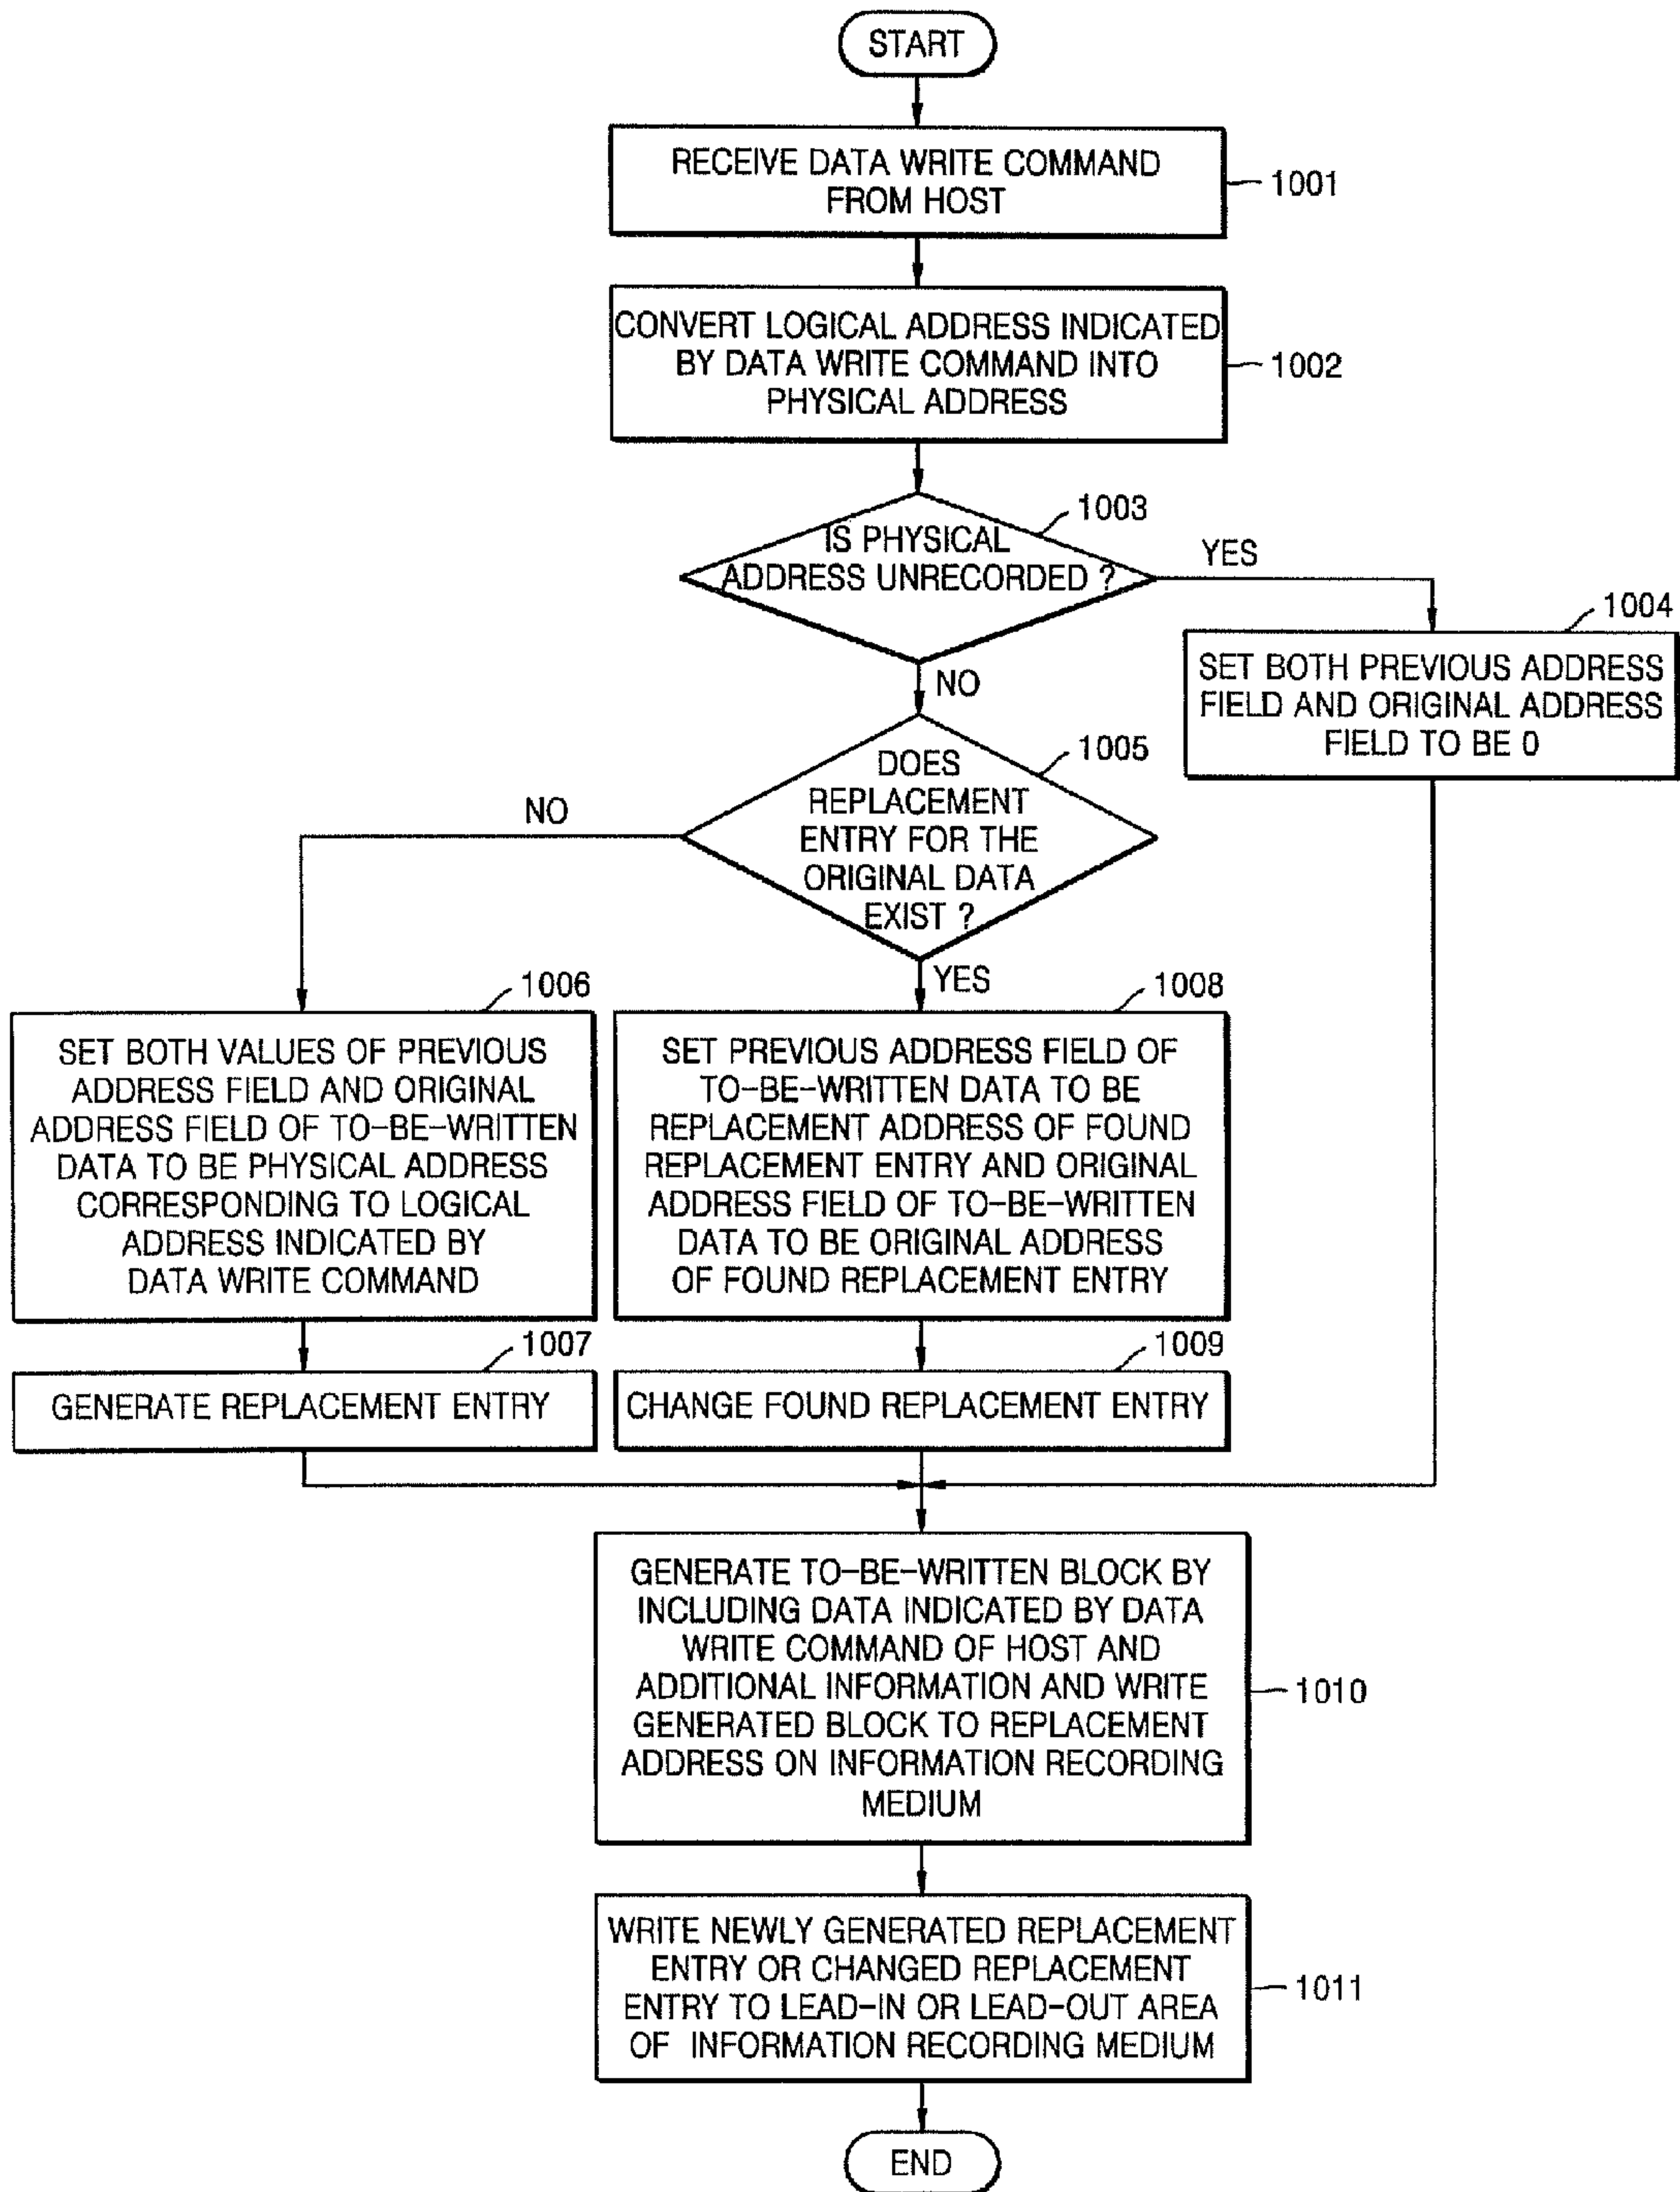 START
RECEIVE DATA WRITE COMMAND
FROM HOST
1001
CONVERT LOGICAL ADDRESS INDICATED
BY DATA WRITE COMMAND INTO
PHYSICAL ADDRESS
1002
1003
IS PHYSICAL
ADDRESS UNRECORDED ?
YES
NO
1004
SET BOTH PREVIOUS ADDRESS
FIELD AND ORIGINAL ADDRESS
FIELD TO BE 0
1005
DOES
REPLACEMENT
ENTRY FOR THE
ORIGINAL DATA
EXIST ?
NO
YES
1006
SET BOTH VALUES OF PREVIOUS
ADDRESS FIELD AND ORIGINAL
ADDRESS FIELD OF TO-BE-WRITTEN
DATA TO BE PHYSICAL ADDRESS
CORRESPONDING TO LOGICAL
ADDRESS INDICATED BY
DATA WRITE COMMAND
1008
SET PREVIOUS ADDRESS FIELD OF
TO-BE-WRITTEN DATA TO BE
REPLACEMENT ADDRESS OF FOUND
REPLACEMENT ENTRY AND ORIGINAL
ADDRESS FIELD OF TO-BE-WRITTEN
DATA TO BE ORIGINAL ADDRESS
OF FOUND REPLACEMENT ENTRY
1007
GENERATE REPLACEMENT ENTRY
1009
CHANGE FOUND REPLACEMENT ENTRY
GENERATE TO-BE-WRITTEN BLOCK BY
INCLUDING DATA INDICATED BY DATA
WRITE COMMAND OF HOST AND
ADDITIONAL INFORMATION AND WRITE
GENERATED BLOCK TO REPLACEMENT
ADDRESS ON INFORMATION RECORDING
MEDIUM
1010
WRITE NEWLY GENERATED REPLACEMENT
ENTRY OR CHANGED REPLACEMENT
ENTRY TO LEAD-IN OR LEAD-OUT AREA
OF INFORMATION RECORDING MEDIUM
1011
END